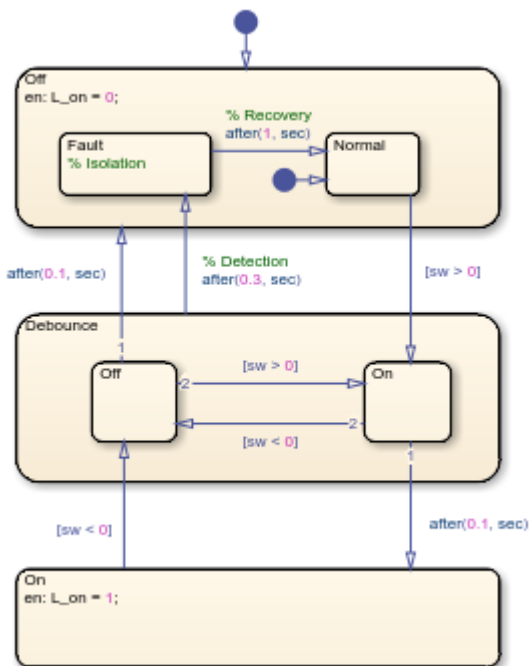 Off
en: L_on = 0;
% Recovery
after(1, sec)
Fault
% Isolation
Normal
after(0.1, sec)
% Detection
after(0.3, sec)
[sw > 0]
Debounce
1
Off
2
[sw > 0]
On
[sw < 0]
2
1
[sw < 0]
after(0.1, sec)
On
en: L_on = 1;